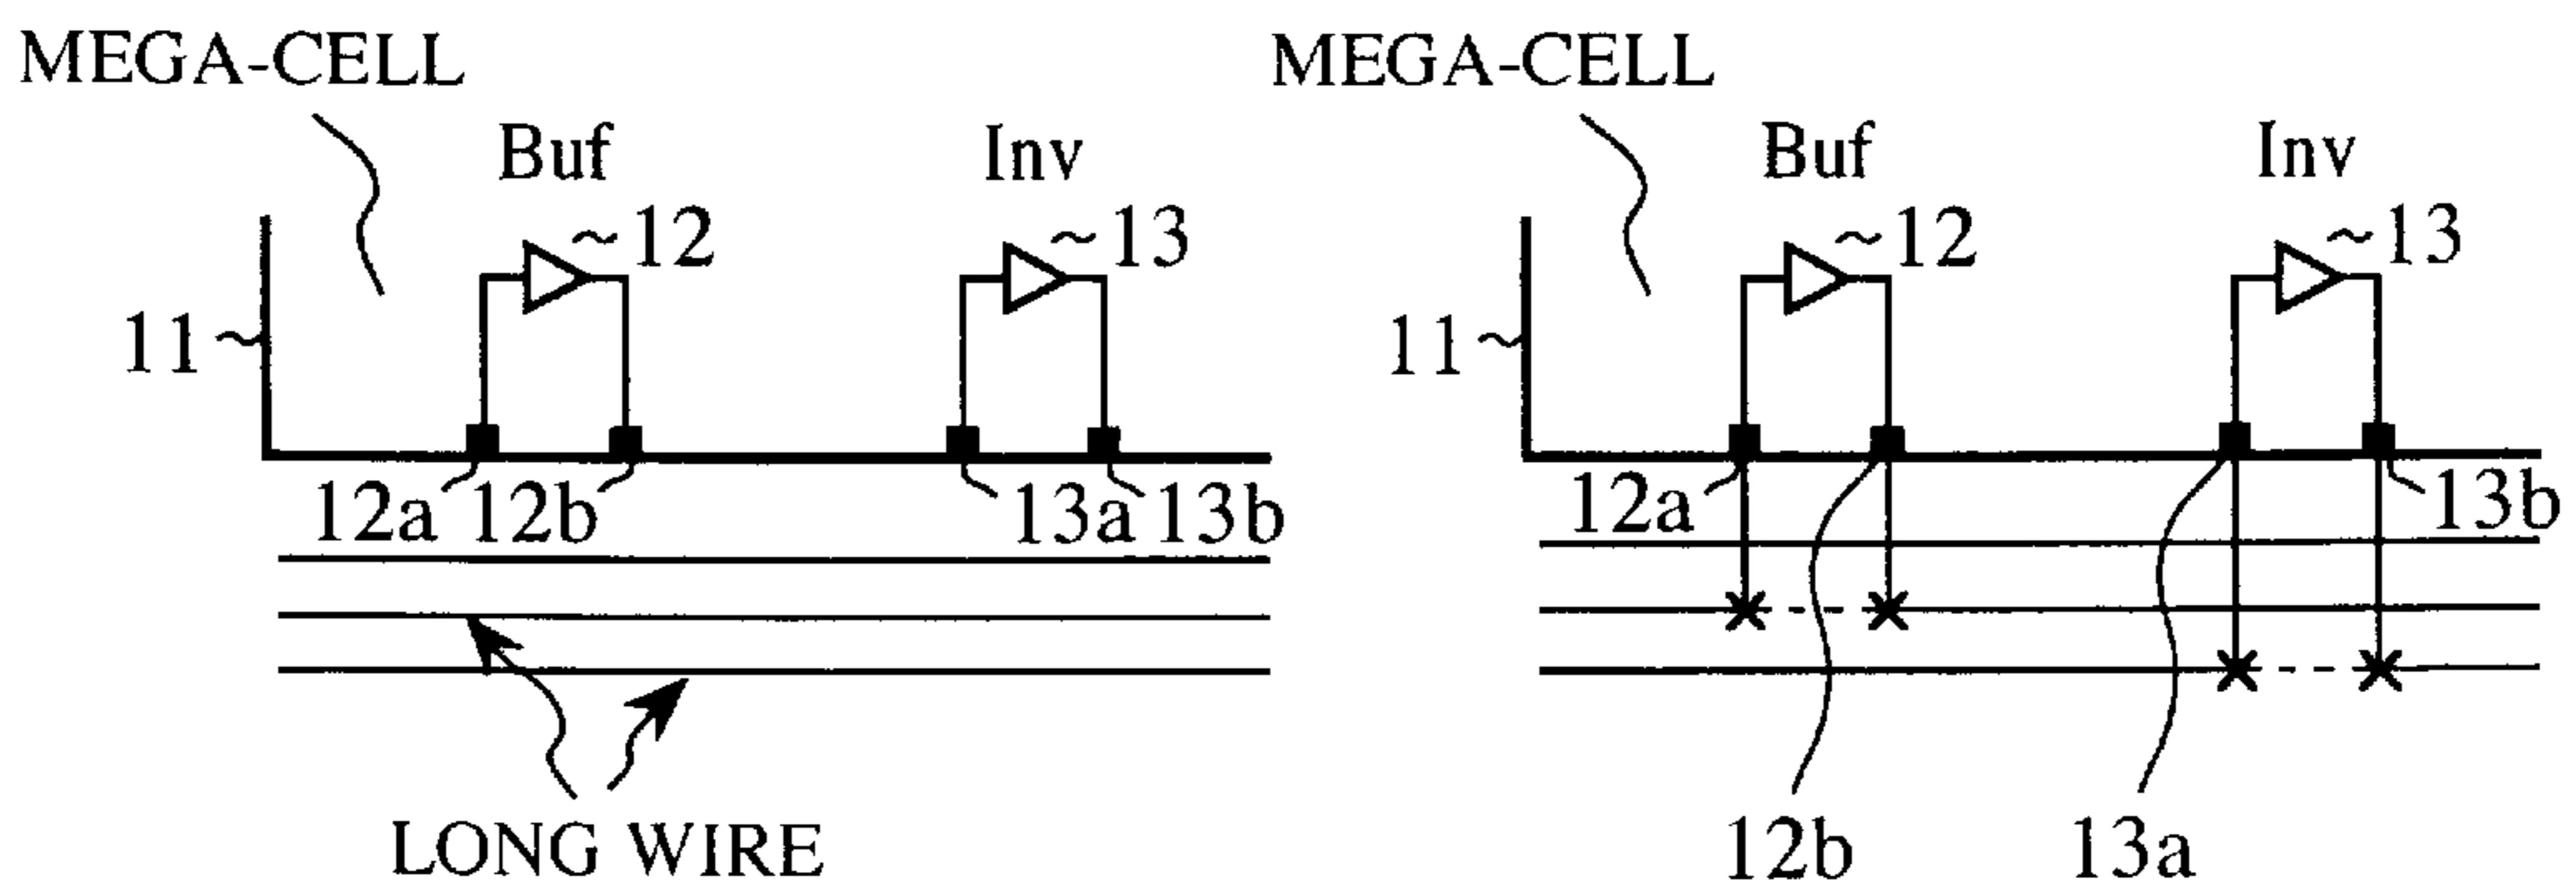 MEGA-CELL
Buf
Inv
12
13
11
12a
12b
13a
13b
LONG WIRE
MEGA-CELL
Buf
Inv
12
13
11
12a
13b
12b
13a